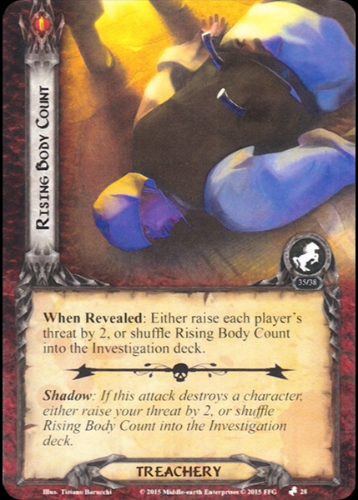 RISING BODY COUNT
35/38
When Revealed: Either raise each player's
threat by 2, or shuffle Rising Body Count
into the Investigation deck.
Shadow: If this attack destroys a character,
either raise your threat by 2, or shuffle
Rising Body Count into the Investigation
deck.
TREACHERY
Illus. Tiziano Baracchi © 2015 Middle-earth Enterprises © 2015 FFG 28